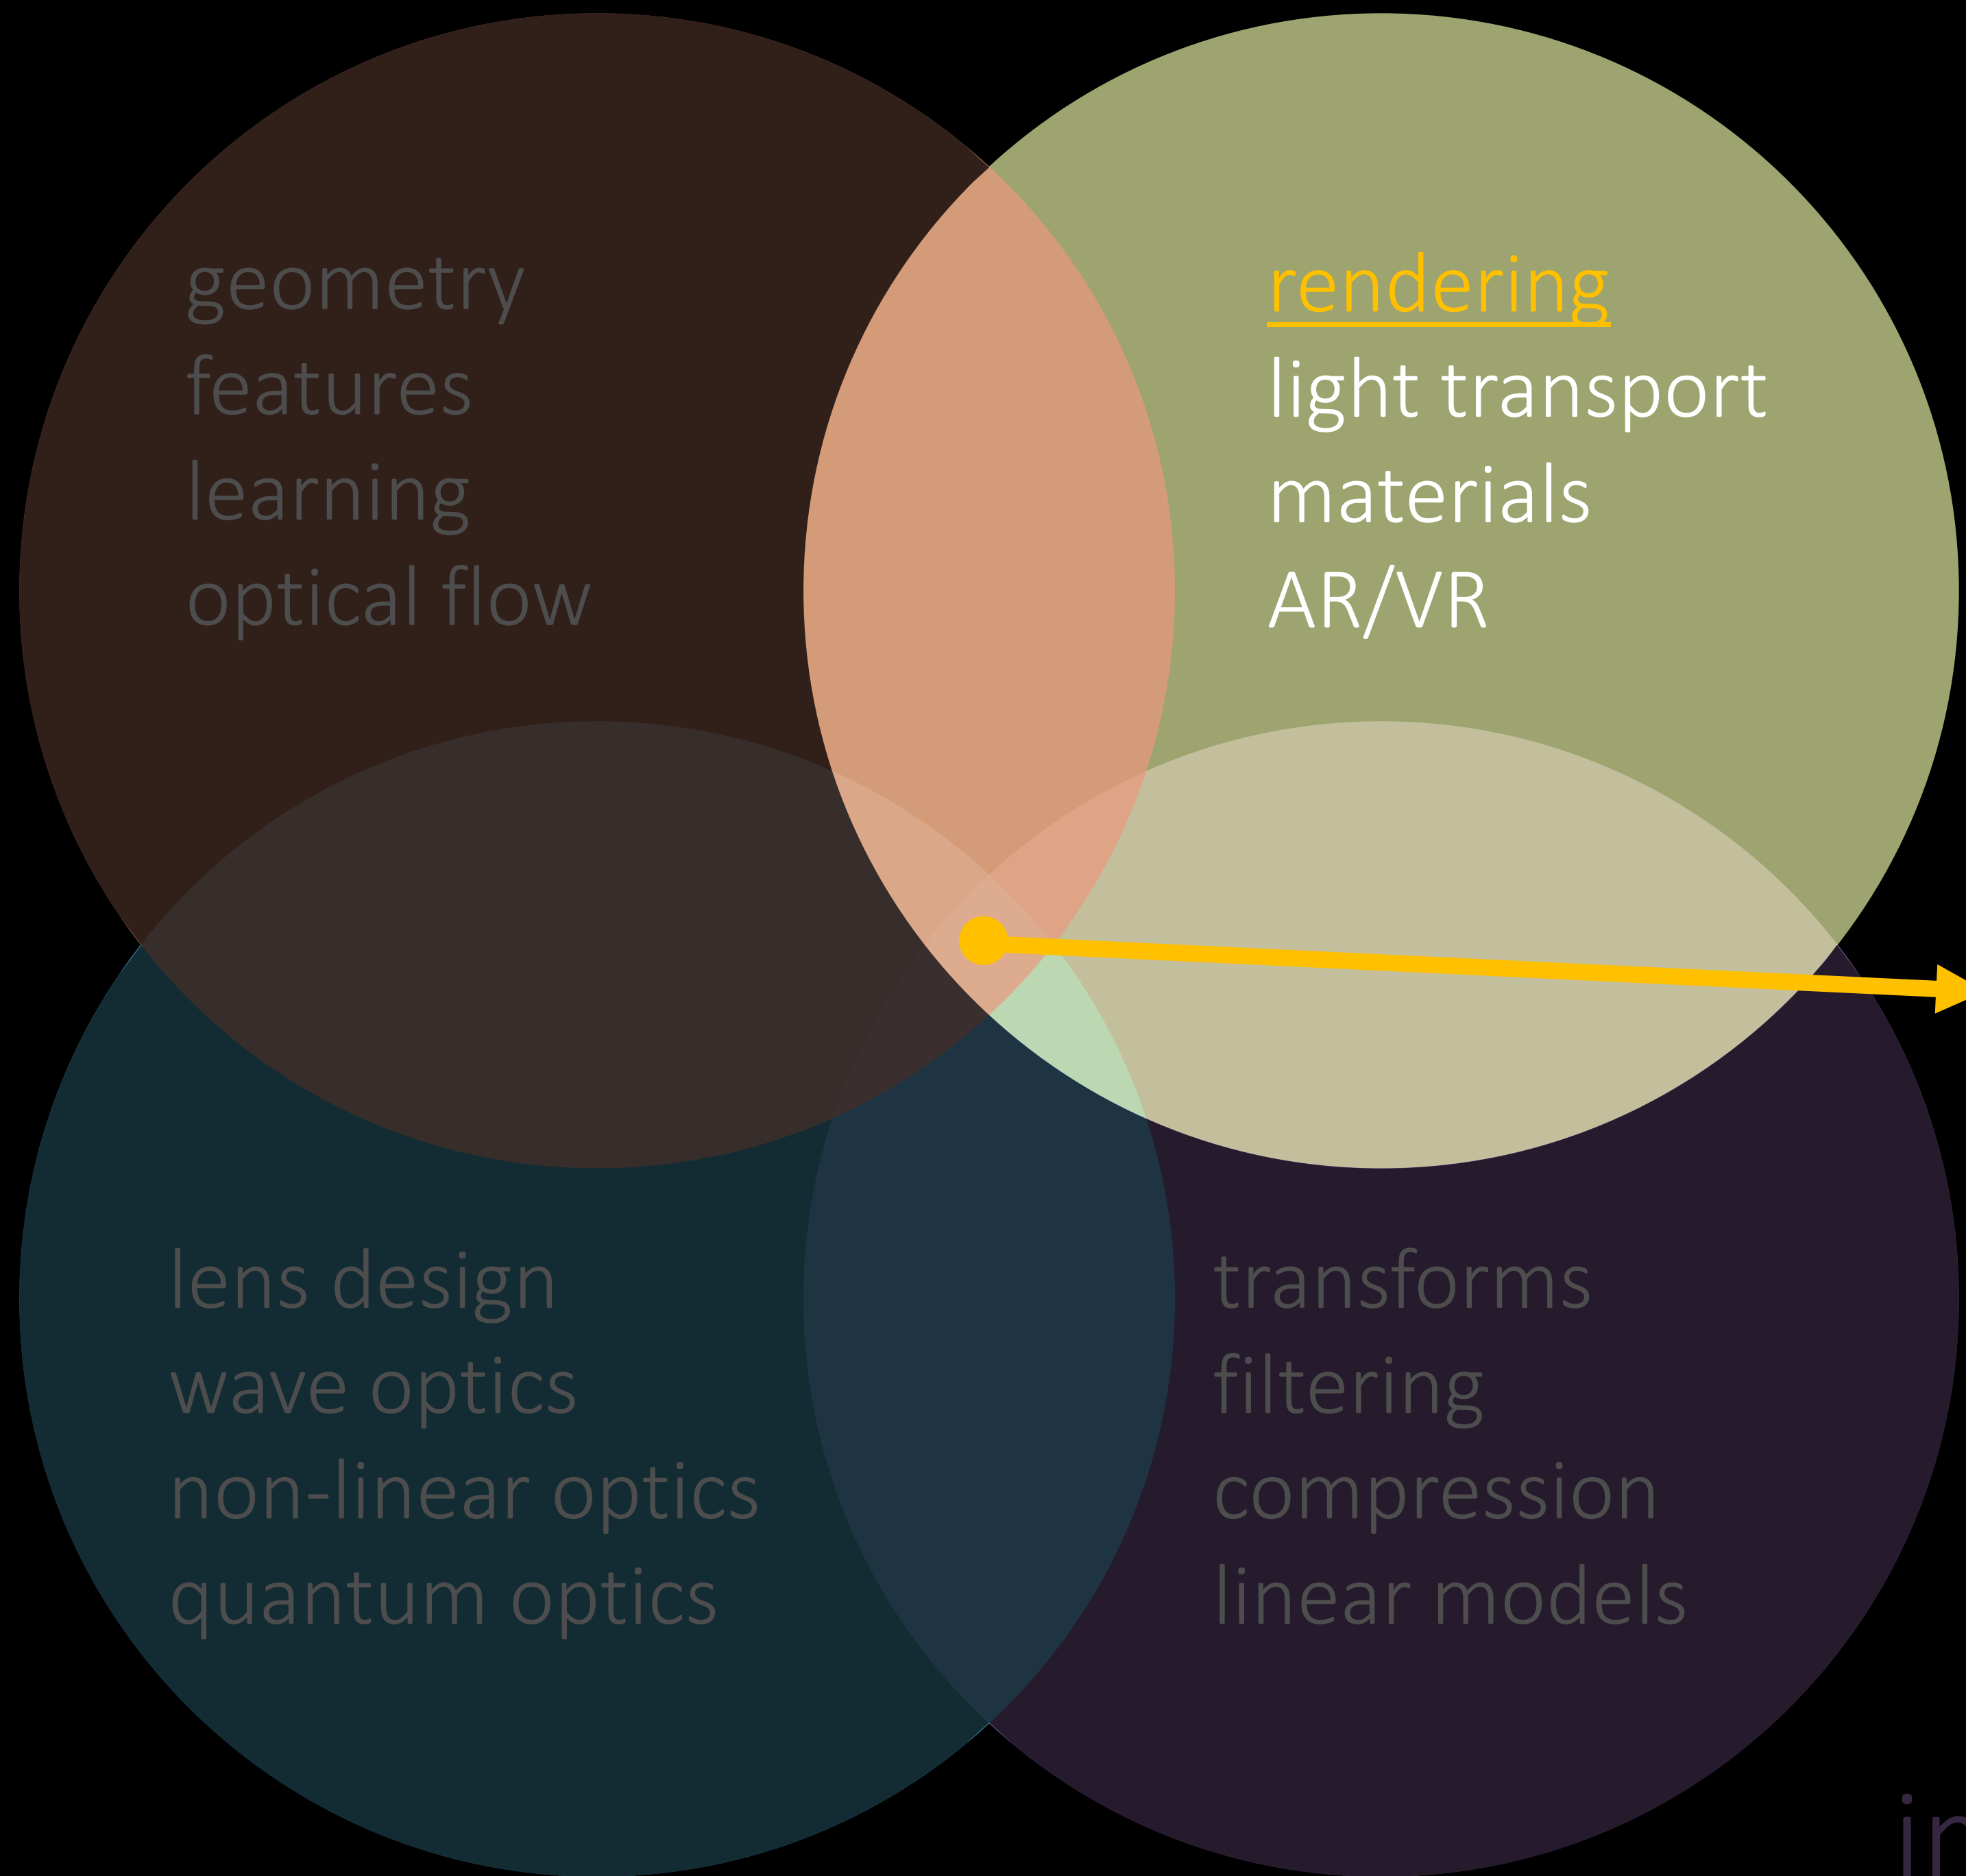 geometry
features
learning
optical flow
rendering
light transport
materials
AR/VR
lens design
wave optics
non-linear optics
quantum optics
transforms
filtering
compression
linear models